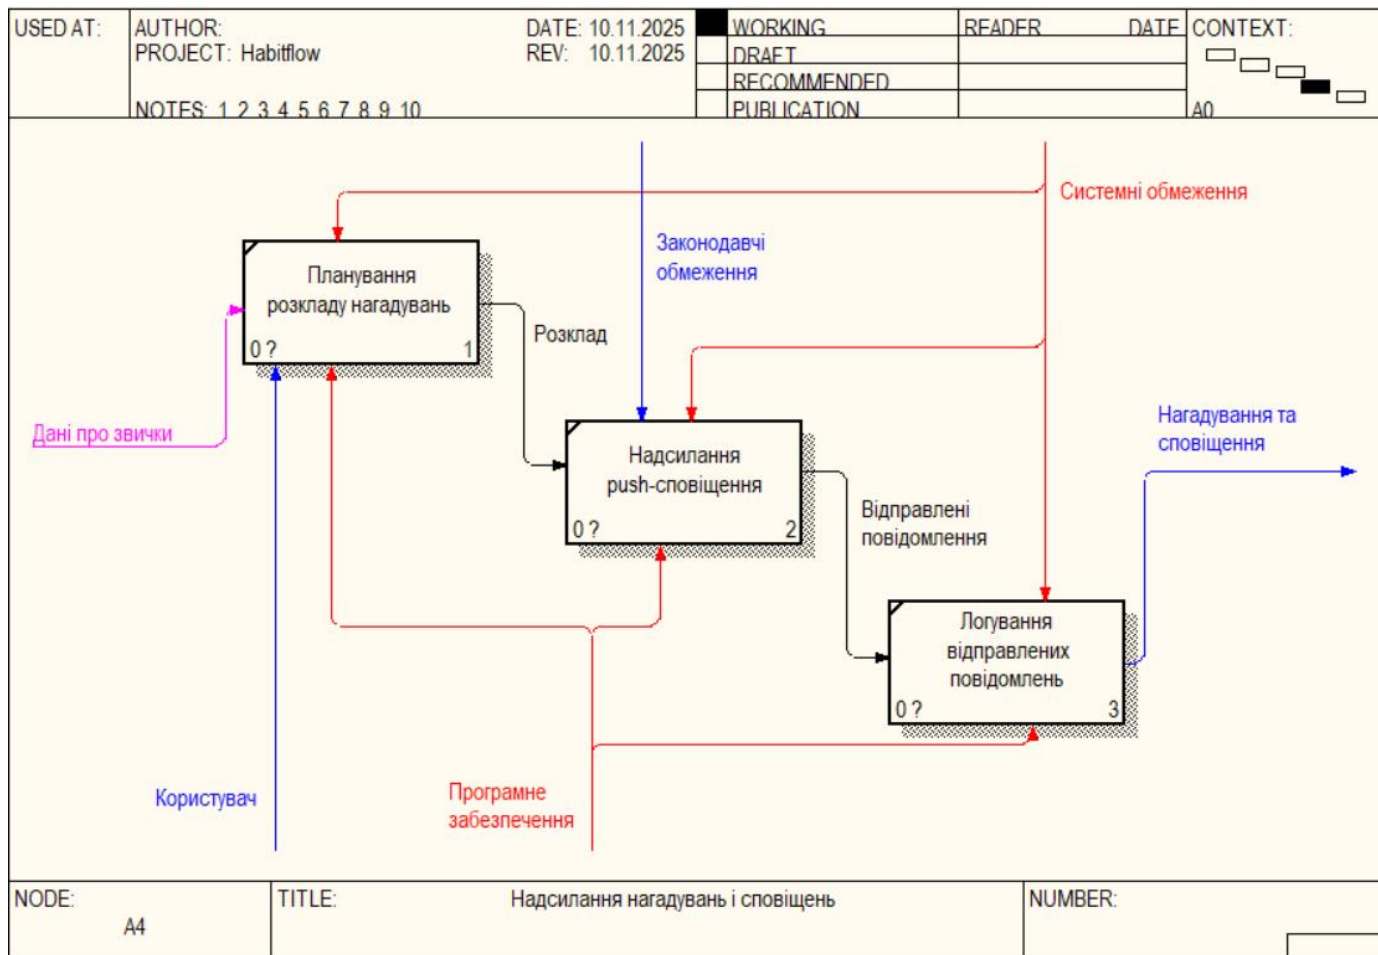 USED AT:
AUTHOR:
DATE: 10.11.2025
PROJECT: Habitflow
REV: 10.11.2025
NOTES: 1 2 3 4 5 6 7 8 9 10
WORKING
DRAFT
RECOMMENDED
PUBLICATION
READER
DATE
CONTEXT:
A0
Системні обмеження
Законодавчі
обмеження
Планування
розкладу нагадувань
0 ?
1
Розклад
Дані про звички
Надсилання
push-сповіщення
0 ?
2
Нагадування та
сповіщення
Відправлені
повідомлення
Логування
відправлених
повідомлень
0 ?
3
Користувач
Програмне
забезпечення
NODE:
A4
TITLE:
Надсилання нагадувань і сповіщень
NUMBER: